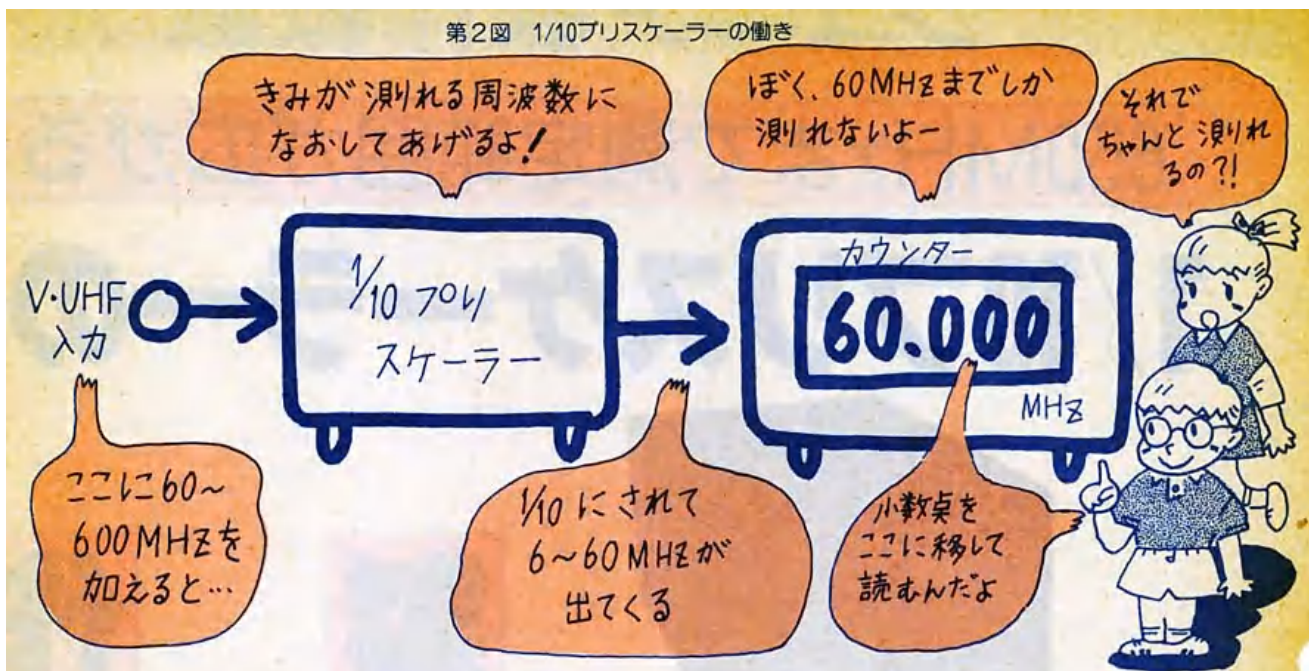 第2図 1/10プリスケーラーの働き
きみが測れる周波数に
なおしてあげるよ!
ぼく、60MHzまでしか
測れないよー
それで
ちゃんと測れ
るの?!
V・UHF
入力
1/10プリ
スケーラー
カウンター
60.000
MHz
ここに60~
600MHzを
加えると…
1/10にされて
6~60MHzが
出てくる
小数点を
ここに移して
読むんだよ